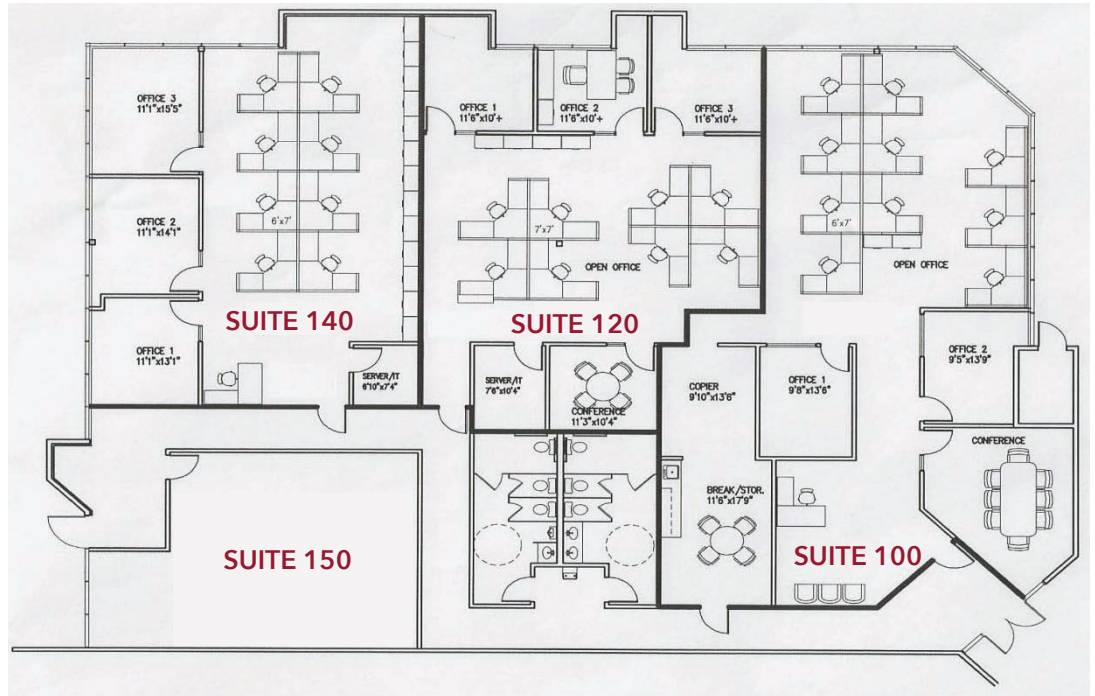 OFFICE 3
11'1"x15'5"
OFFICE 1
11'6"x10'+
OFFICE 2
11'6"x10'+
OFFICE 3
11'6"x10'+
OFFICE 2
11'1"x14'1"
6'x7'
7'x7'
6'x7'
OPEN OFFICE
OPEN OFFICE
SUITE 140
SUITE 120
OFFICE 1
11'1"x13'1"
OFFICE 2
9'5"x13'9"
SERVER/IT
6'10"x7'4"
SERVER/IT
7'6"x10'4"
CONFERENCE
11'3"x10'4"
COPIER
9'10"x13'6"
OFFICE 1
9'8"x13'6"
CONFERENCE
BREAK/STOR.
11'6"x17'9"
SUITE 150
SUITE 100